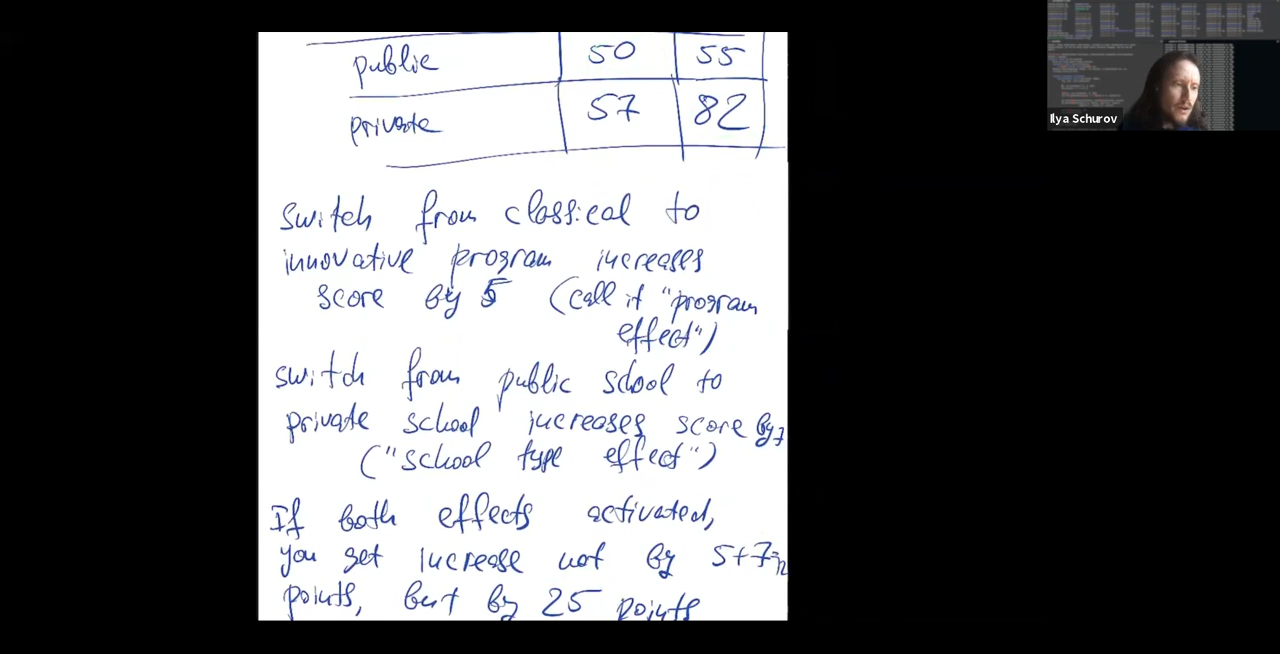 public 50 55
private 57 82
Ilya Schurov
switch from classical to
innovative program increases
score by 5 (call it "program
effect")
switch from public school to
private school increases score by 7
("school type effect")
If both effects activated,
you get increase not by 5+7=12
points, but by 25 points